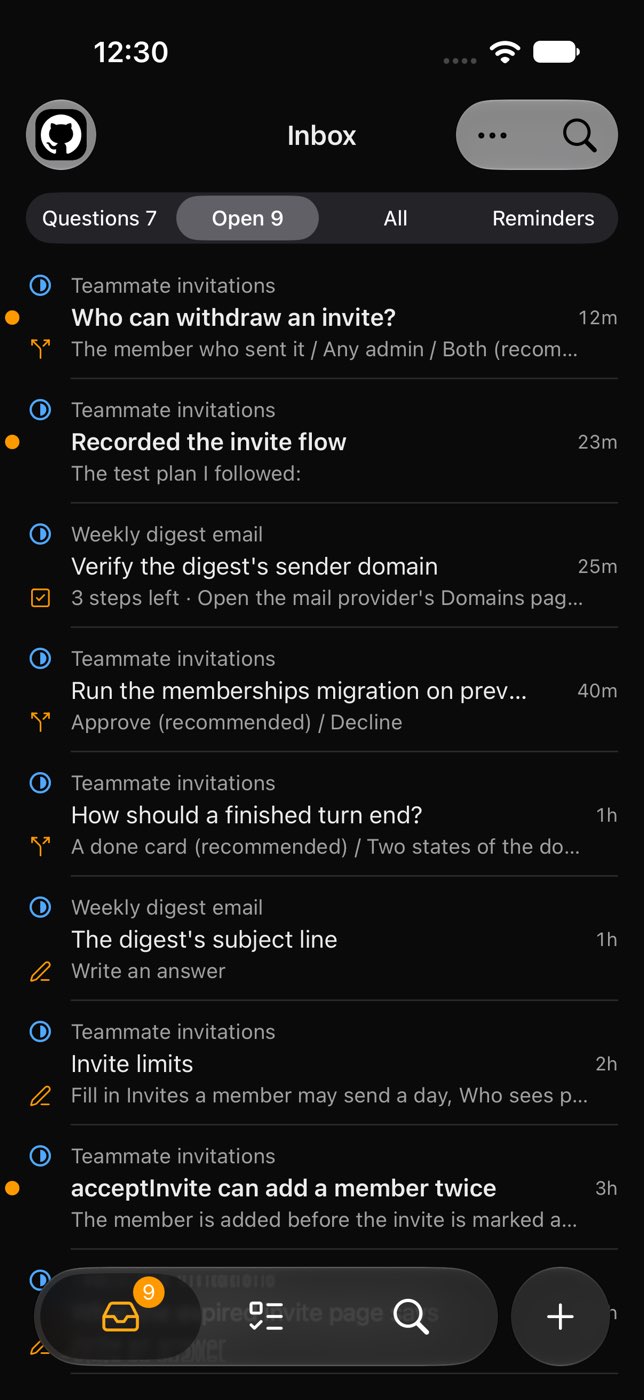 12:30
Inbox
Questions 7
Open 9
All
Reminders
Teammate invitations
Who can withdraw an invite?
12m
The member who sent it / Any admin / Both (recom...
Teammate invitations
Recorded the invite flow
23m
The test plan I followed:
Weekly digest email
Verify the digest's sender domain
25m
3 steps left · Open the mail provider's Domains pag...
Teammate invitations
Run the memberships migration on prev...
40m
Approve (recommended) / Decline
Teammate invitations
How should a finished turn end?
1h
A done card (recommended) / Two states of the do...
Weekly digest email
The digest's subject line
1h
Write an answer
Teammate invitations
Invite limits
2h
Fill in Invites a member may send a day, Who sees p...
Teammate invitations
acceptInvite can add a member twice
3h
The member is added before the invite is marked a...
invite page says
9